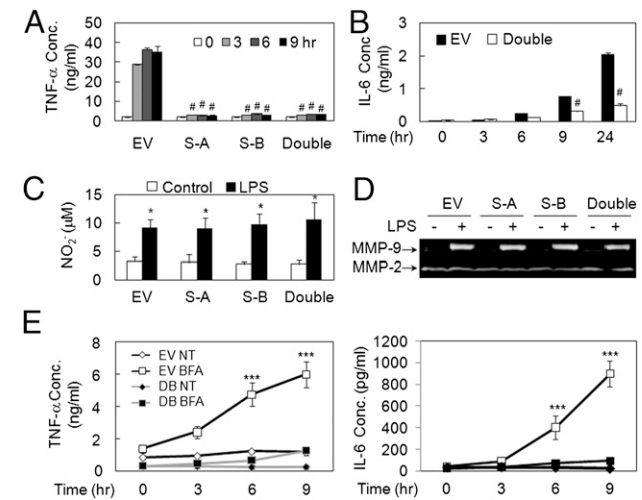 A
TNF-α Conc. (ng/ml)
50
40
30
20
10
0
0 3 6 9 hr
# # #
# # #
# # #
EV S-A S-B Double
B
IL-6 Conc (ng/ml)
3
2
1
0
EV Double
#
#
Time (hr) 0 3 6 9 24
C
NO2- (μM)
15
10
5
0
Control LPS
* * * *
EV S-A S-B Double
D
EV S-A S-B Double
LPS - + - + - + - +
MMP-9→
MMP-2→
E
TNF-αConc. (ng/ml)
8
6
4
2
0
EV NT
EV BFA
DB NT
DB BFA
***
***
Time (hr) 0 3 6 9
IL-6 Conc.(pg/ml)
1200
1000
800
600
400
200
0
***
***
Time (hr) 0 3 6 9